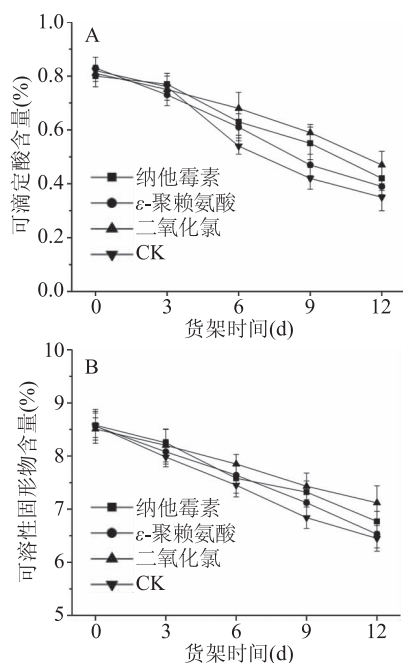 A
可滴定酸含量(%)
1.0
0.8
0.6
0.4
0.2
0.0
纳他霉素
ε-聚赖氨酸
二氧化氯
CK
0 3 6 9 12
货架时间(d)
B
可溶性固形物含量(%)
10
9
8
7
6
5
纳他霉素
ε-聚赖氨酸
二氧化氯
CK
0 3 6 9 12
货架时间(d)